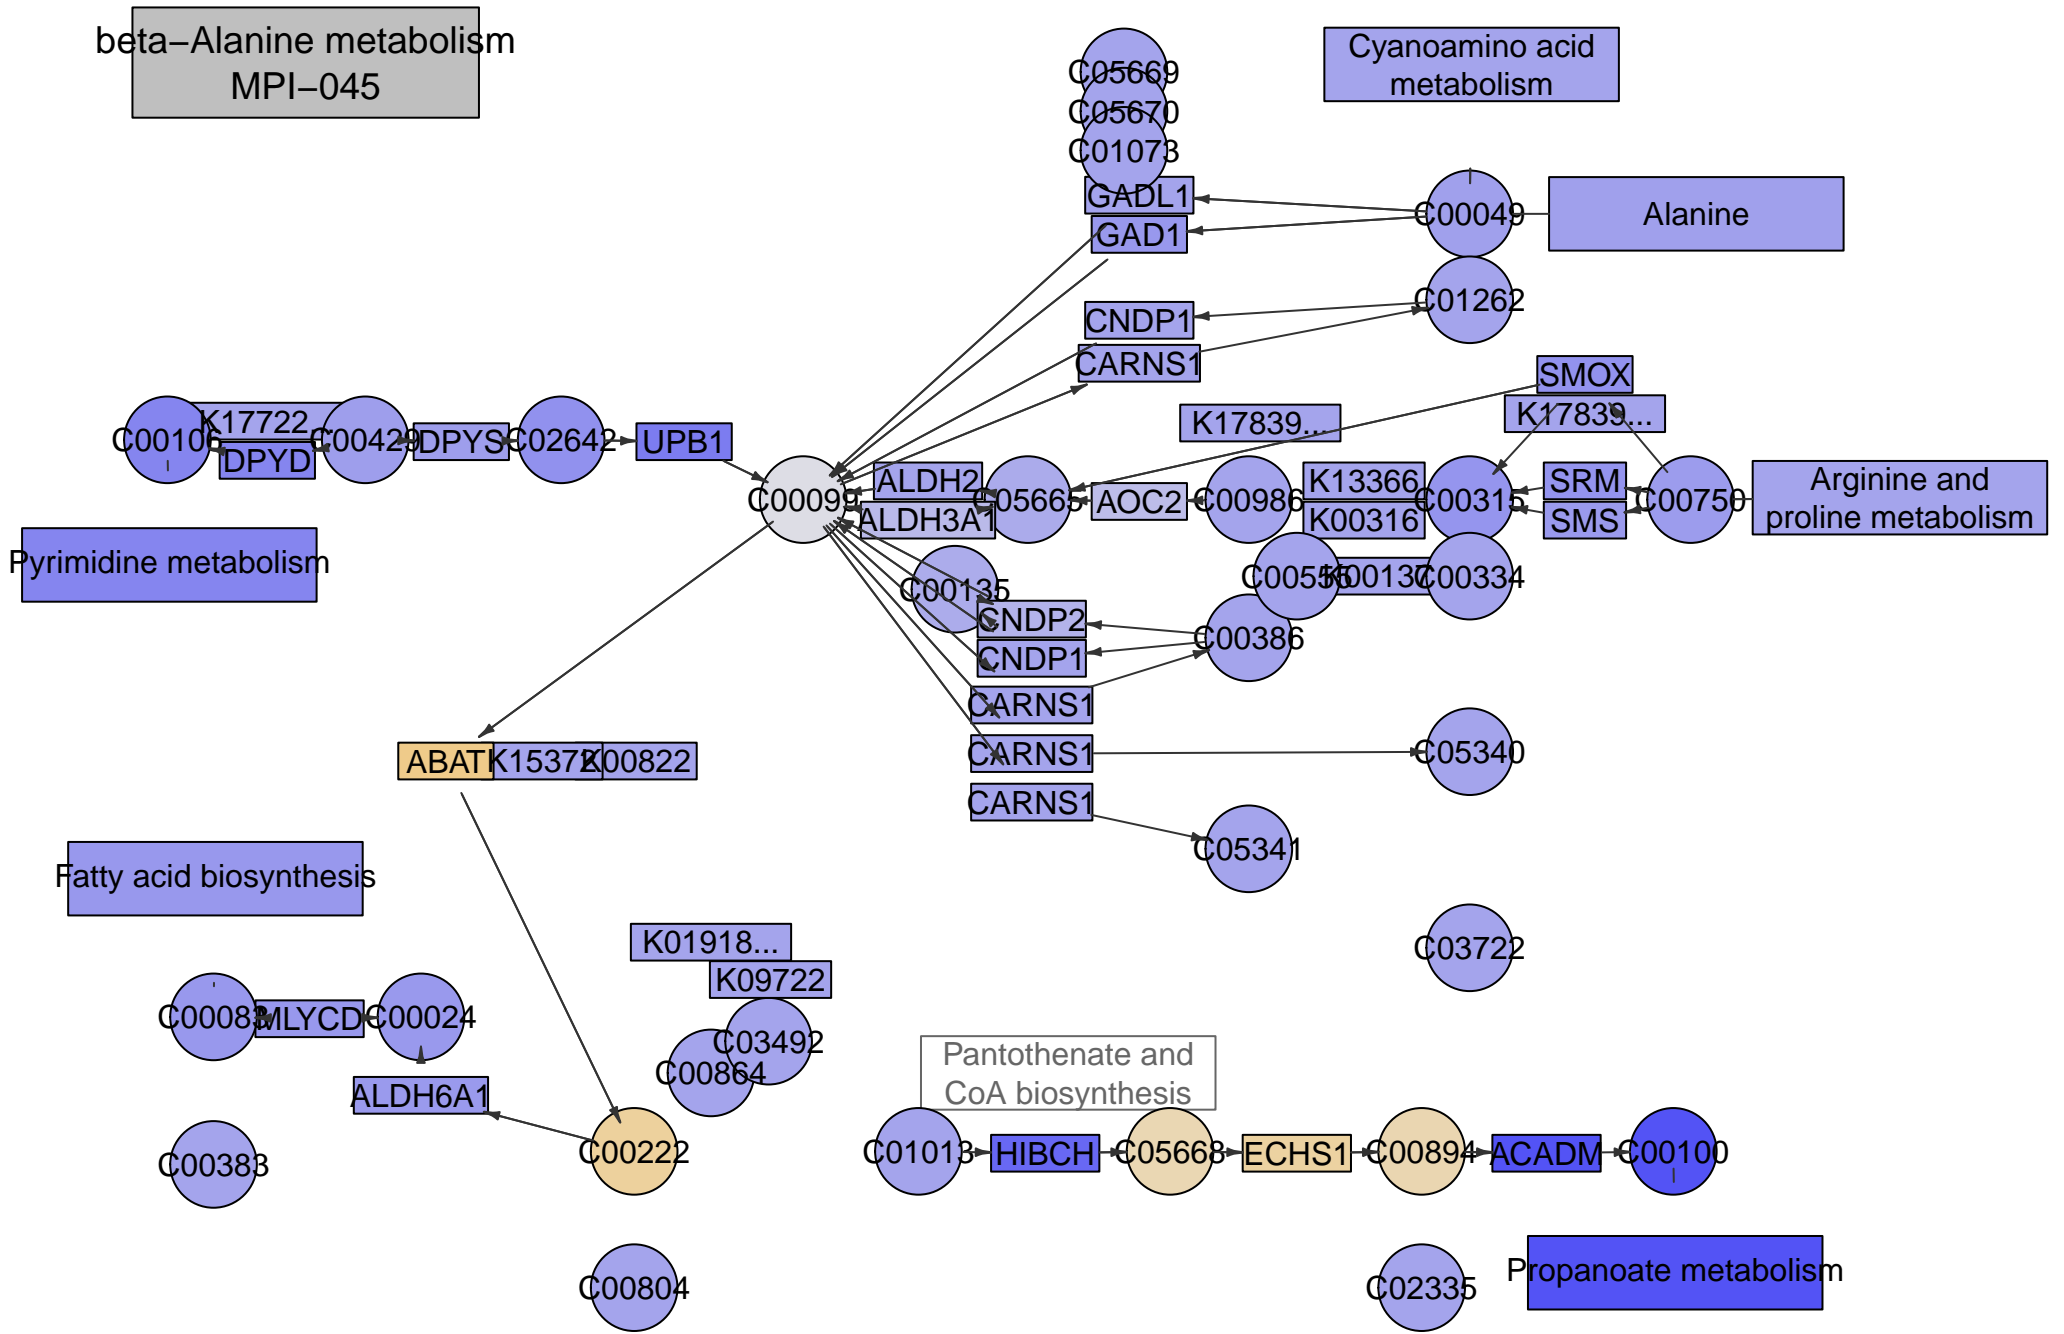 beta−Alanine metabolism
MPI−045
C05669
C05670
C01073
Cyanoamino acid
metabolism
GADL1
GAD1
C00049
Alanine
C01262
CNDP1
CARNS1
SMOX
K17839...
K17839...
C00106
K17722...
DPYD
C00429
DPYS
C02642
UPB1
C00099
ALDH2
ALDH3A1
C05665
AOC2
C00986
K13366
K00316
C00315
SRM
SMS
C00750
Arginine and
proline metabolism
Pyrimidine metabolism
C00135
C00555
K00137
C00334
CNDP2
CNDP1
C00386
CARNS1
CARNS1
CARNS1
C05340
C05341
ABAT
K15372
K00822
Fatty acid biosynthesis
K01918...
K09722
C03722
C00083
MLYCD
C00024
C03492
C00864
ALDH6A1
Pantothenate and
CoA biosynthesis
C00383
C00222
C01013
HIBCH
C05668
ECHS1
C00894
ACADM
C00100
C00804
C02335
Propanoate metabolism